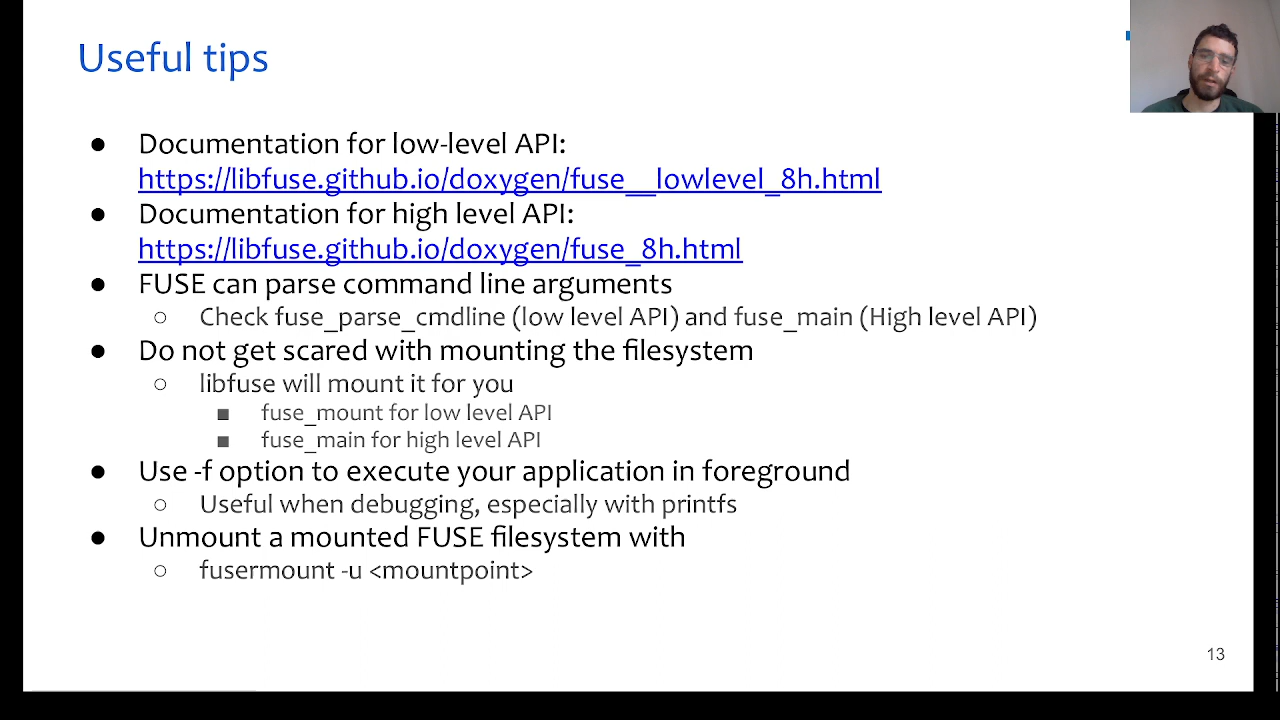 Useful tips
● Documentation for low-level API:
https://libfuse.github.io/doxygen/fuse__lowlevel_8h.html
● Documentation for high level API:
https://libfuse.github.io/doxygen/fuse_8h.html
● FUSE can parse command line arguments
○ Check fuse_parse_cmdline (low level API) and fuse_main (High level API)
● Do not get scared with mounting the filesystem
○ libfuse will mount it for you
■ fuse_mount for low level API
■ fuse_main for high level API
● Use -f option to execute your application in foreground
○ Useful when debugging, especially with printfs
● Unmount a mounted FUSE filesystem with
○ fusermount -u <mountpoint>
13